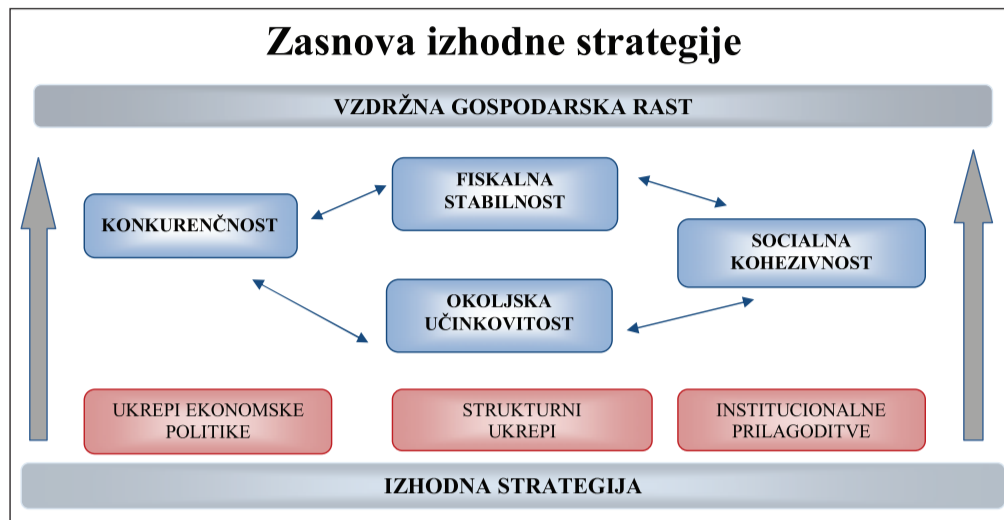 Zasnova izhodne strategije
VZDRŽNA GOSPODARSKA RAST
FISKALNA
STABILNOST
KONKURENČNOST
SOCIALNA
KOHEZIVNOST
OKOLJSKA
UČINKOVITOST
UKREPI EKONOMSKE
POLITIKE
STRUKTURNI
UKREPI
INSTITUCIONALNE
PRILAGODITVE
IZHODNA STRATEGIJA